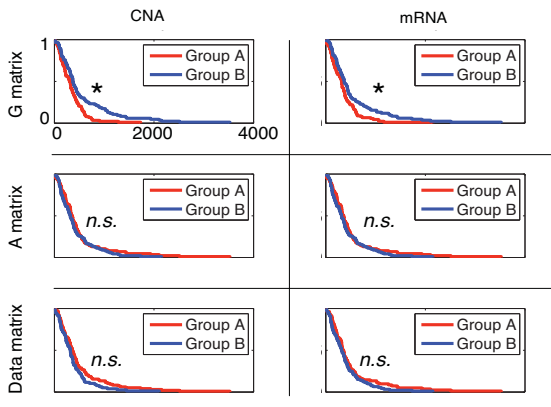 CNA
mRNA
G matrix
1
0
Group A
Group B
*
0
2000
4000
Group A
Group B
*
A matrix
Group A
Group B
n.s.
Group A
Group B
n.s.
Data matrix
Group A
Group B
n.s.
Group A
Group B
n.s.